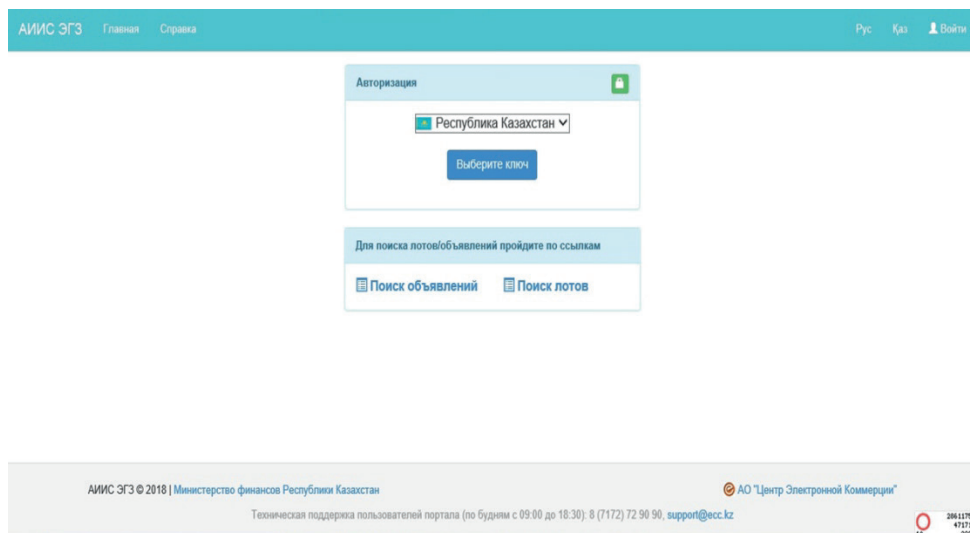 АИИС ЭГЗ Главная Справка Рус Қаз Войти
Авторизация
Республика Казахстан
Выберите ключ
Для поиска лотов/объявлений пройдите по ссылкам
Поиск объявлений Поиск лотов
АИИС ЭГЗ © 2018 | Министерство финансов Республики Казахстан АО "Центр Электронной Коммерции"
Техническая поддержка пользователей портала (по будням с 09:00 до 18:30): 8 (7172) 72 90 90, support@ecc.kz